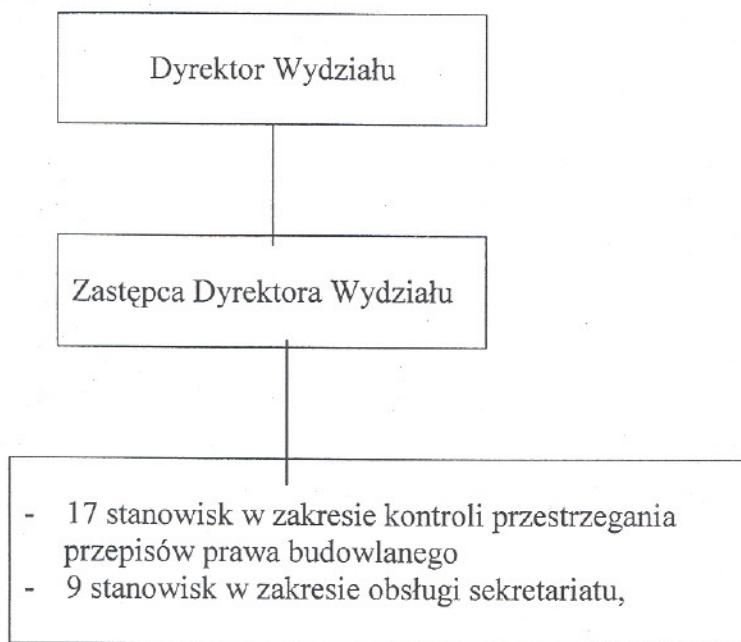 Dyrektor Wydziału
Zastępca Dyrektora Wydziału
- 17 stanowisk w zakresie kontroli przestrzegania
przepisów prawa budowlanego
- 9 stanowisk w zakresie obsługi sekretariatu,